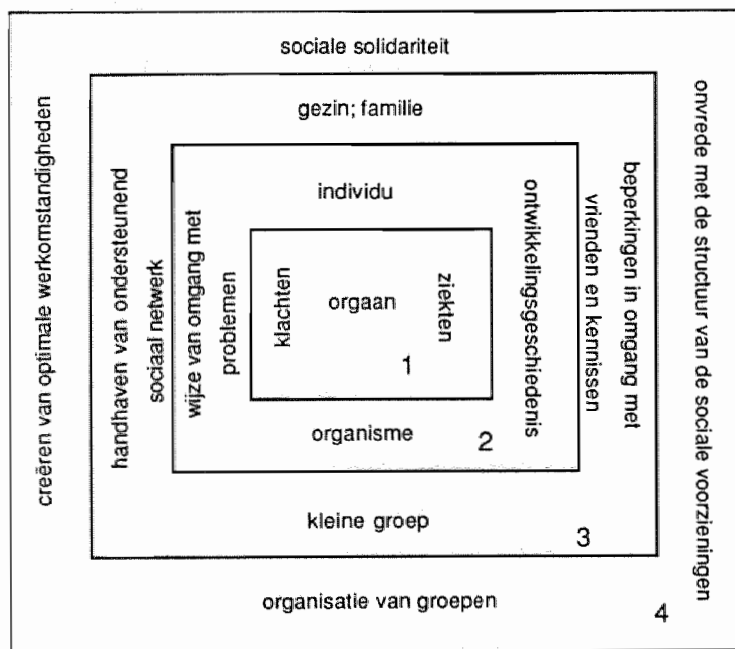 sociale solidariteit
creëren van optimale werkomstandigheden
onvrede met de structuur van de sociale voorzieningen
gezin; familie
handhaven van ondersteunend
sociaal netwerk
beperkingen in omgang met
vrienden en kennissen
individu
wijze van omgang met
problemen
ontwikkelingsgeschiedenis
klachten
orgaan
ziekten
1
organisme
2
kleine groep
3
organisatie van groepen
4